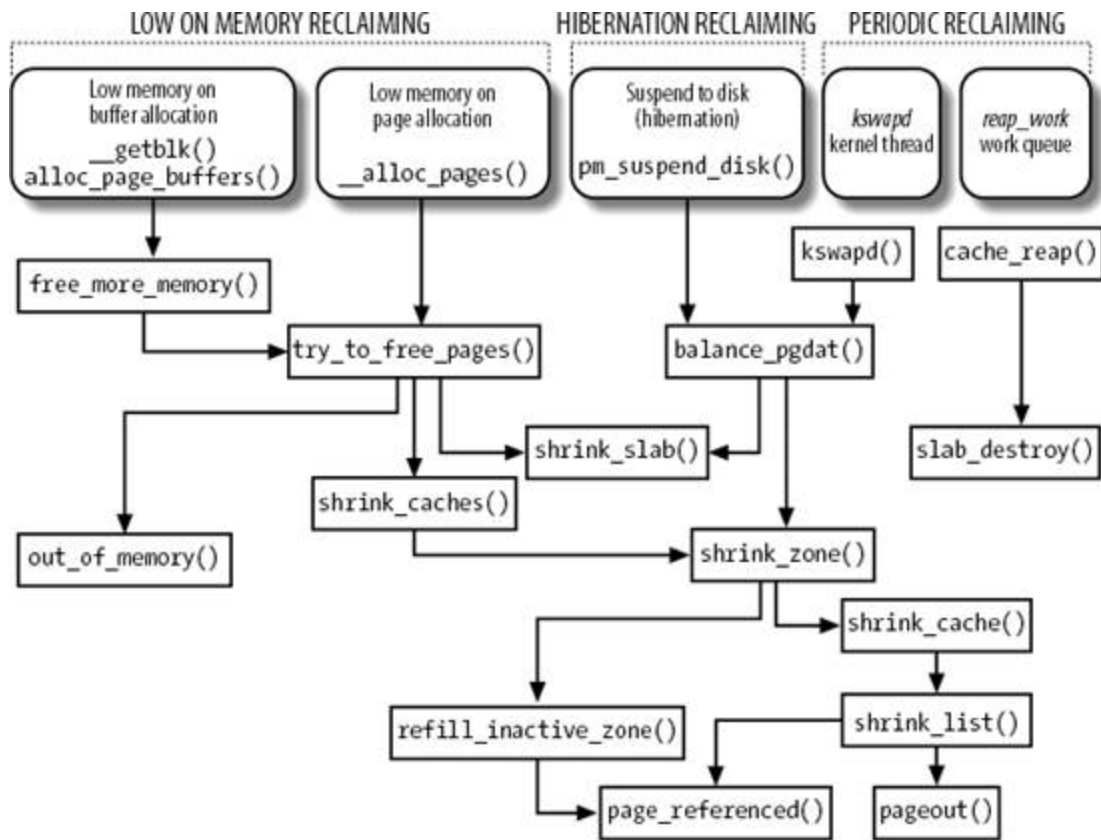 LOW ON MEMORY RECLAIMING
HIBERNATION RECLAIMING
PERIODIC RECLAIMING
Low memory on
buffer allocation
__getblk()
alloc_page_buffers()
Low memory on
page allocation
__alloc_pages()
Suspend to disk
(hibernation)
pm_suspend_disk()
kswapd
kernel thread
reap_work
work queue
kswapd()
cache_reap()
free_more_memory()
try_to_free_pages()
balance_pgdat()
shrink_slab()
slab_destroy()
shrink_caches()
out_of_memory()
shrink_zone()
shrink_cache()
refill_inactive_zone()
shrink_list()
page_referenced()
pageout()